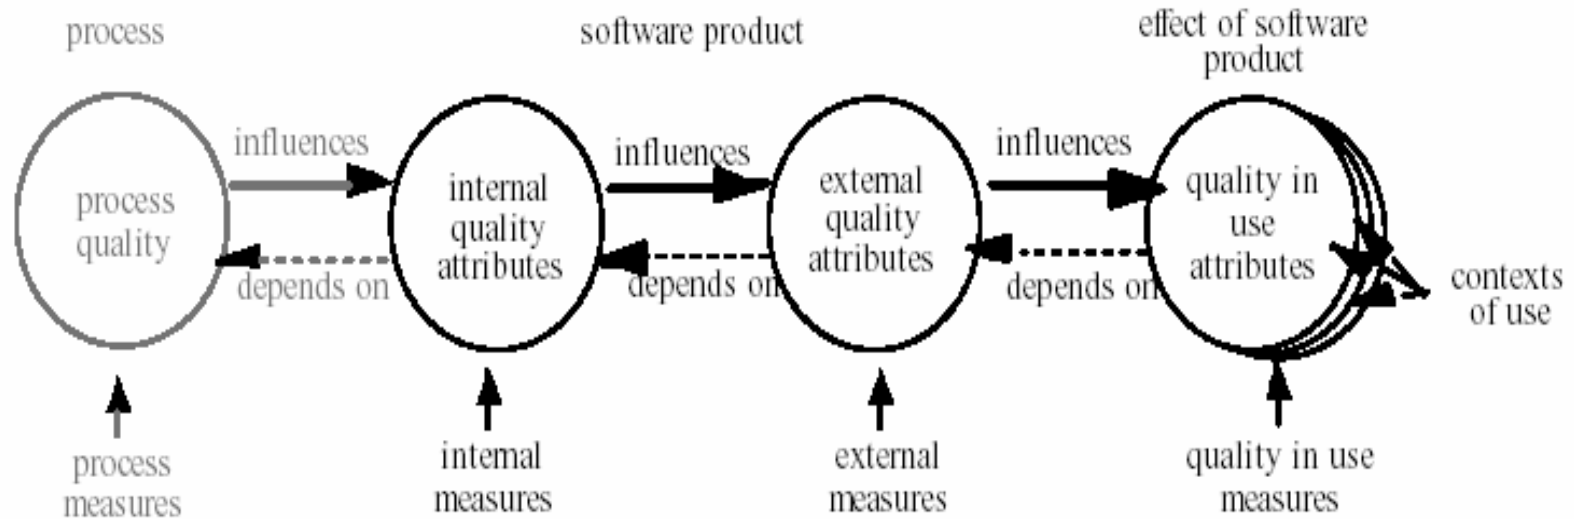 process
software product
effect of software
product
influences
influences
influences
process
quality
internal
quality
attributes
external
quality
attributes
quality in
use
attributes
depends on
depends on
depends on
contexts
of use
process
measures
internal
measures
external
measures
quality in use
measures